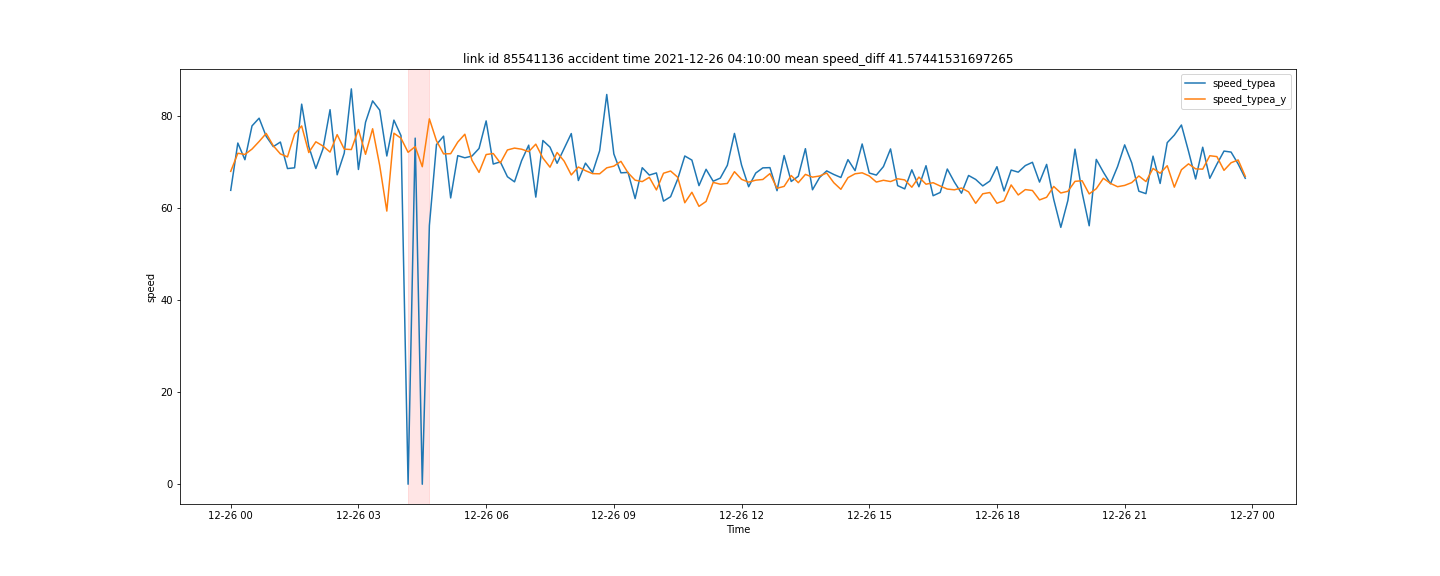 link id 85541136 accident time 2021-12-26 04:10:00 mean speed_diff 41.57441531697265
speed_typea
speed_typea_y
80
60
40
20
0
speed
12-26 00 12-26 03 12-26 06 12-26 09 12-26 12 12-26 15 12-26 18 12-26 21 12-27 00
Time